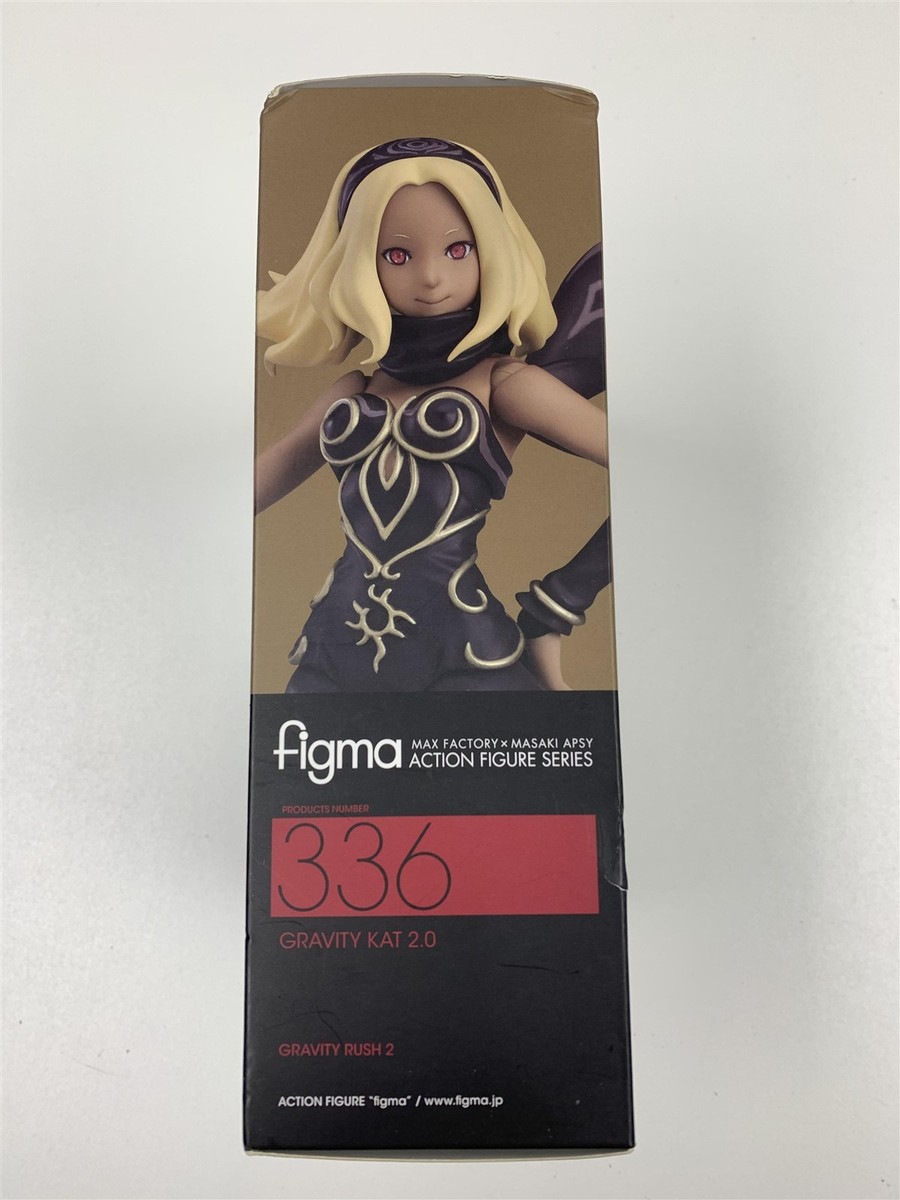 figma
MAX FACTORY × MASAKI APSY
ACTION FIGURE SERIES
PRODUCTS NUMBER
336
GRAVITY KAT 2.0
GRAVITY RUSH 2
ACTION FIGURE "figma" / www.figma.jp